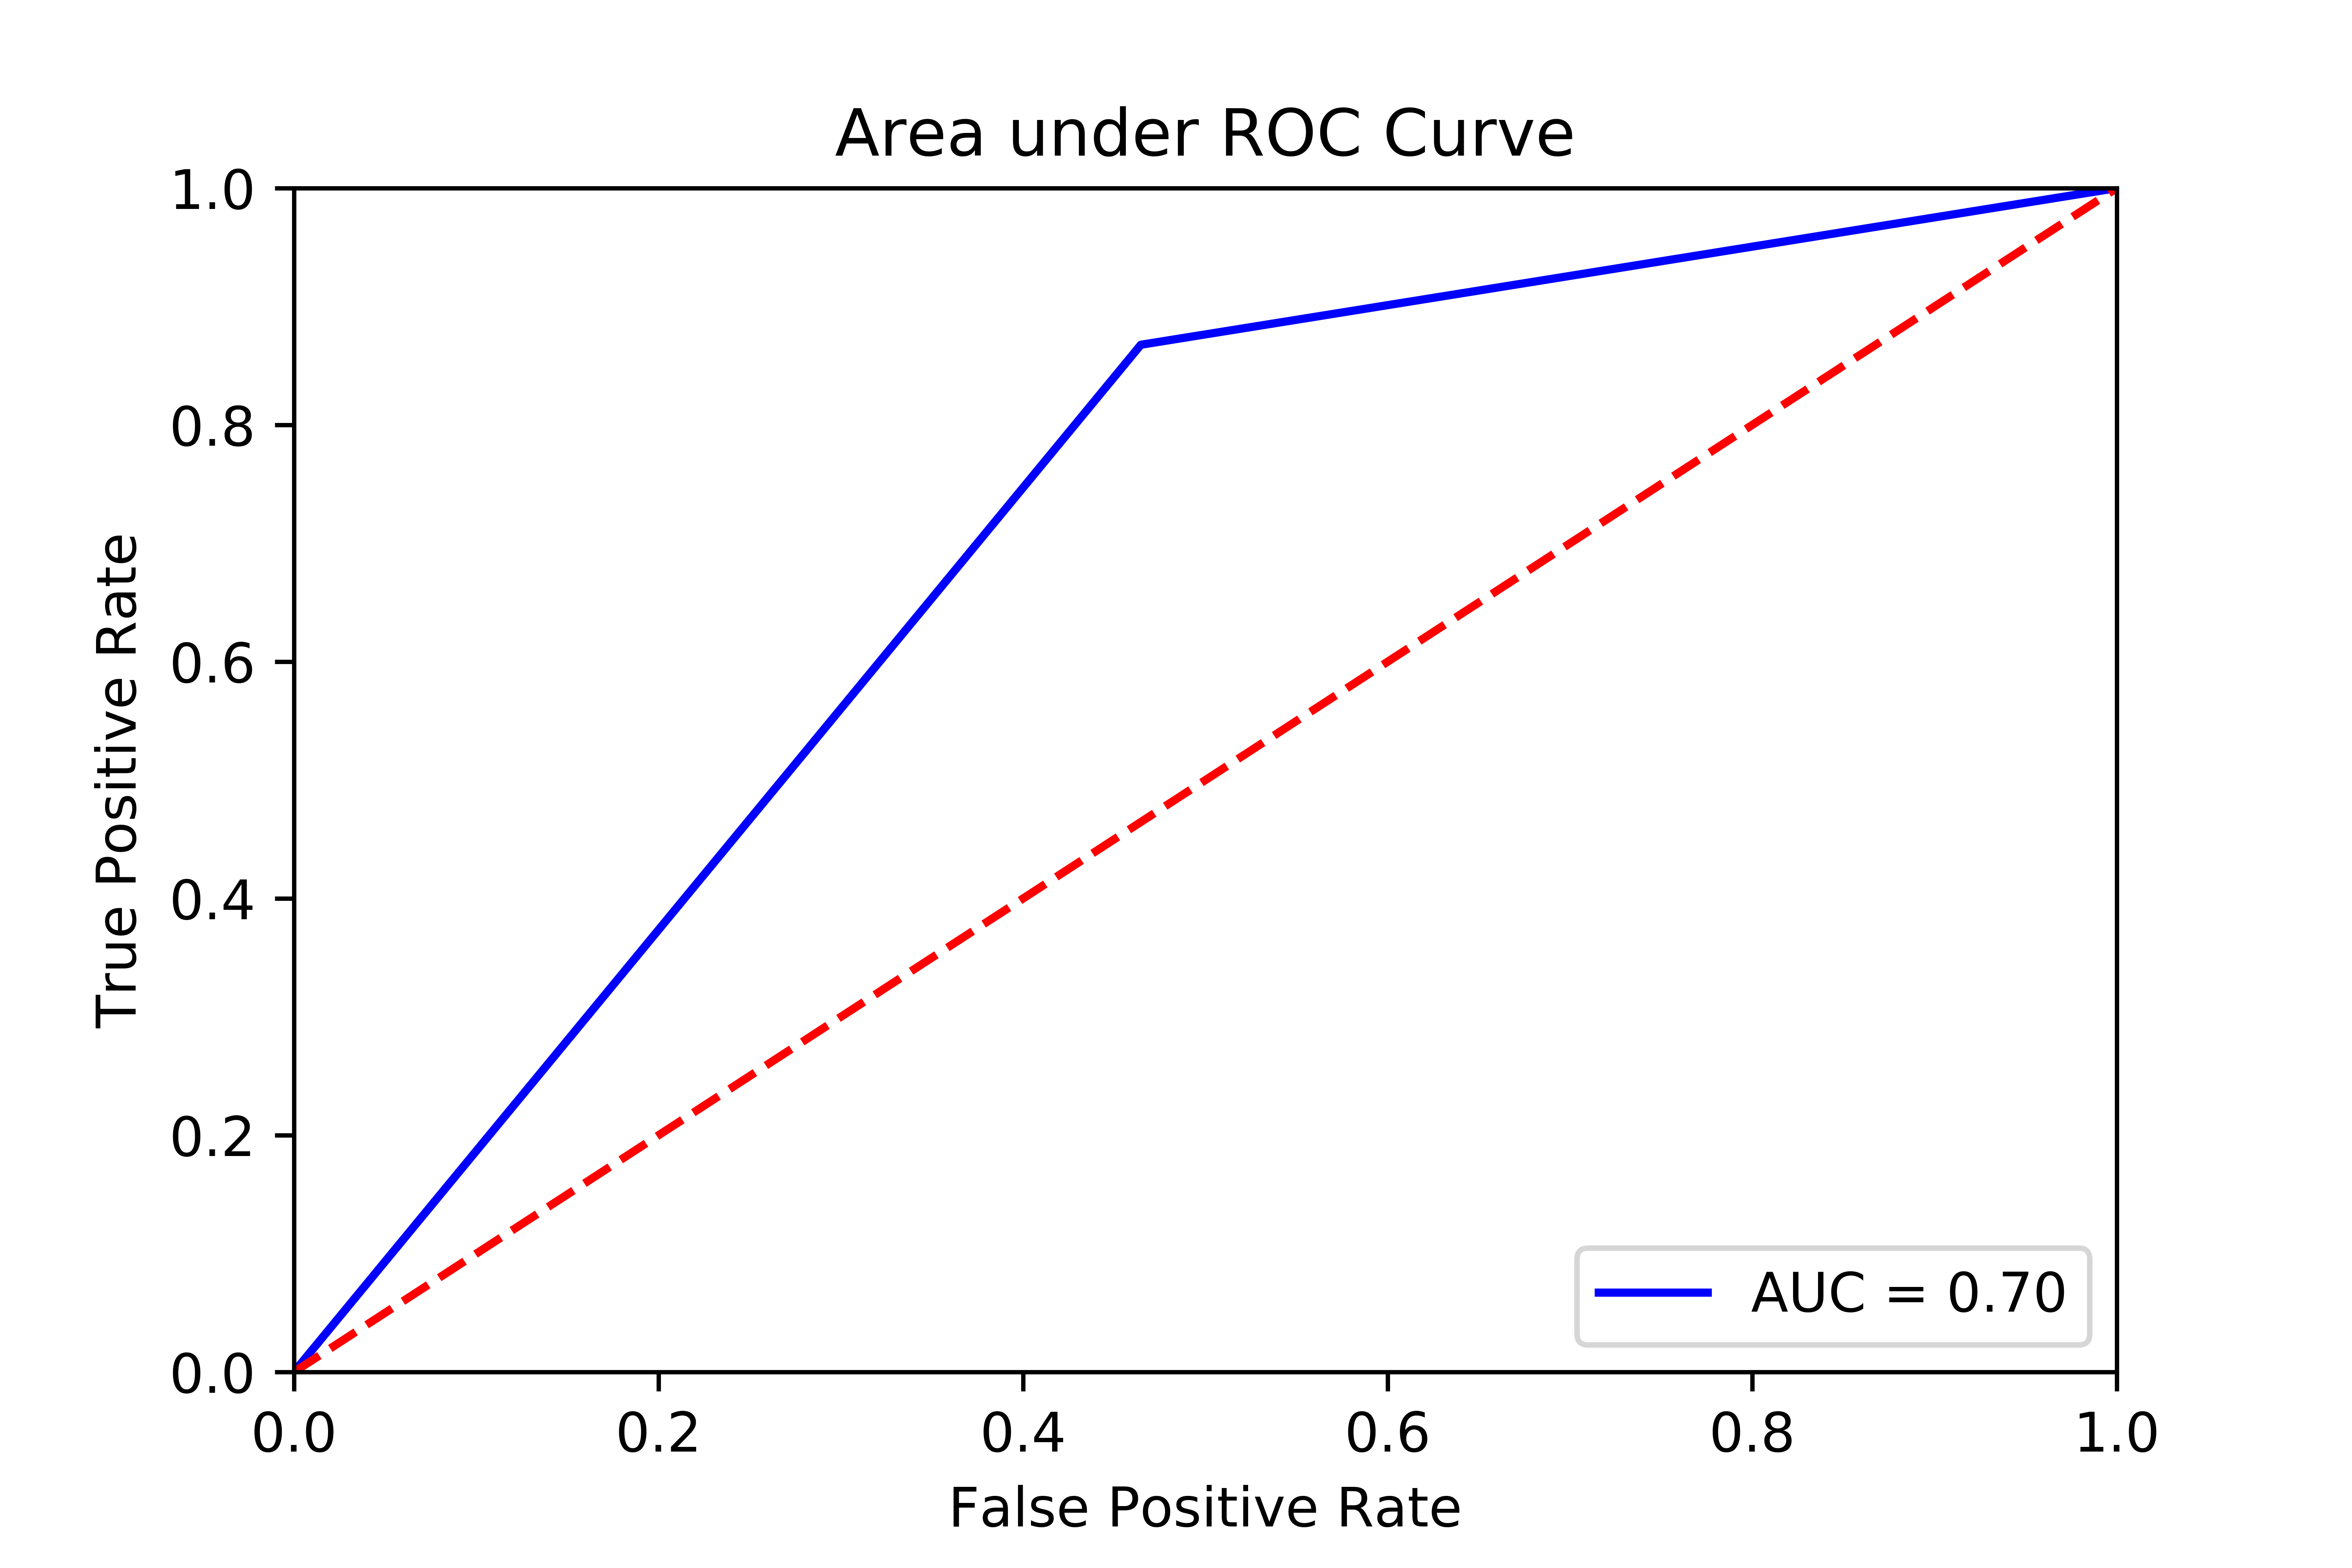 Area under ROC Curve
True Positive Rate
1.0
0.8
0.6
0.4
0.2
0.0
AUC = 0.70
0.0 0.2 0.4 0.6 0.8 1.0
False Positive Rate